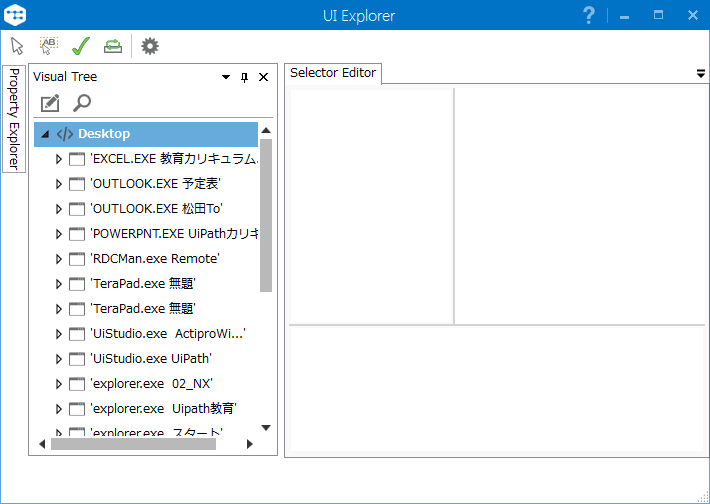 UI Explorer
?
AB
Property Explorer
Visual Tree
Selector Editor
Desktop
'EXCEL.EXE 教育カリキュラム.
'OUTLOOK.EXE 予定表'
'OUTLOOK.EXE 松田To'
'POWERPNT.EXE UiPathカリキ
'RDCMan.exe Remote'
'TeraPad.exe 無題'
'TeraPad.exe 無題'
'UiStudio.exe  ActiproWi...'
'UiStudio.exe UiPath'
'explorer.exe  02_NX'
'explorer.exe  Uipath教育'
'explorer.exe  スタート'